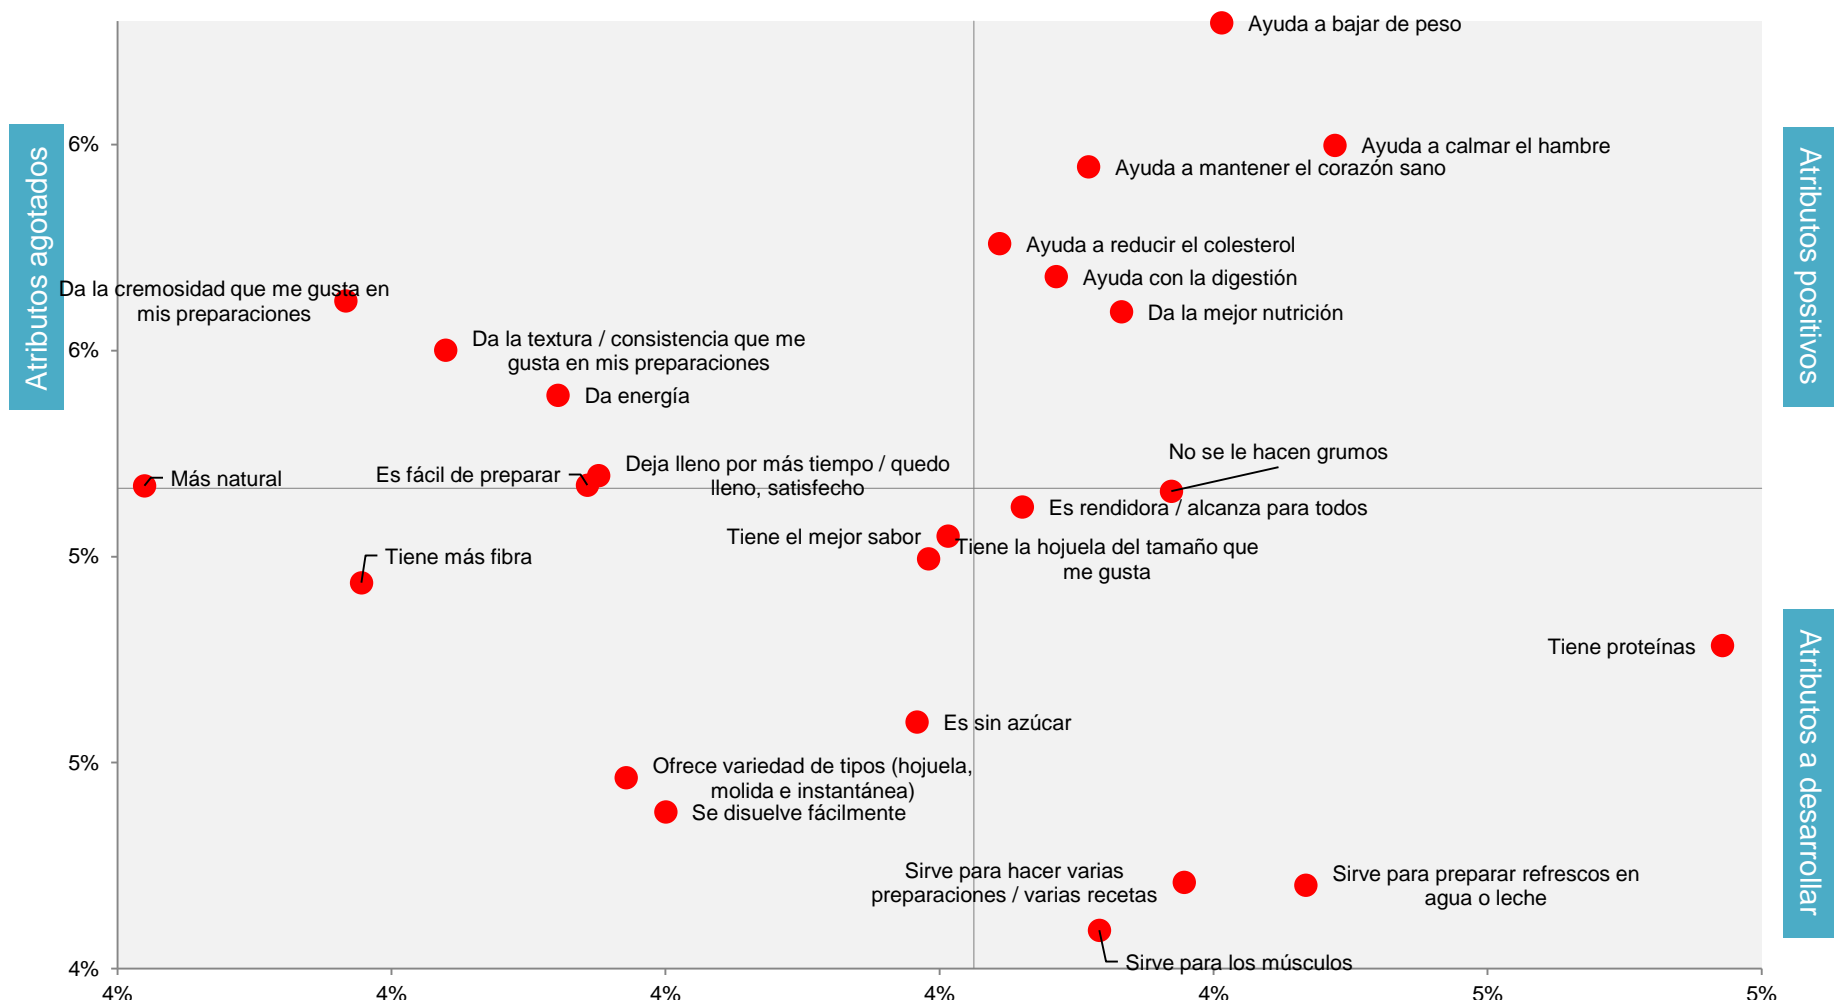 Ayuda a bajar de peso
6%
Ayuda a calmar el hambre
Ayuda a mantener el corazón sano
Atributos agotados
Atributos positivos
Ayuda a reducir el colesterol
Ayuda con la digestión
Da la cremosidad que me gusta en
mis preparaciones
Da la mejor nutrición
6%
Da la textura / consistencia que me
gusta en mis preparaciones
Da energía
No se le hacen grumos
Más natural
Es fácil de preparar
Deja lleno por más tiempo / quedo
lleno, satisfecho
Es rendidora / alcanza para todos
Tiene el mejor sabor
Tiene la hojuela del tamaño que
me gusta
5%
Tiene más fibra
Tiene proteínas
Atributos a desarrollar
Es sin azúcar
5%
Ofrece variedad de tipos (hojuela,
molida e instantánea)
Se disuelve fácilmente
Sirve para hacer varias
preparaciones / varias recetas
Sirve para preparar refrescos en
agua o leche
Sirve para los músculos
4%
4%
4%
4%
4%
4%
5%
5%